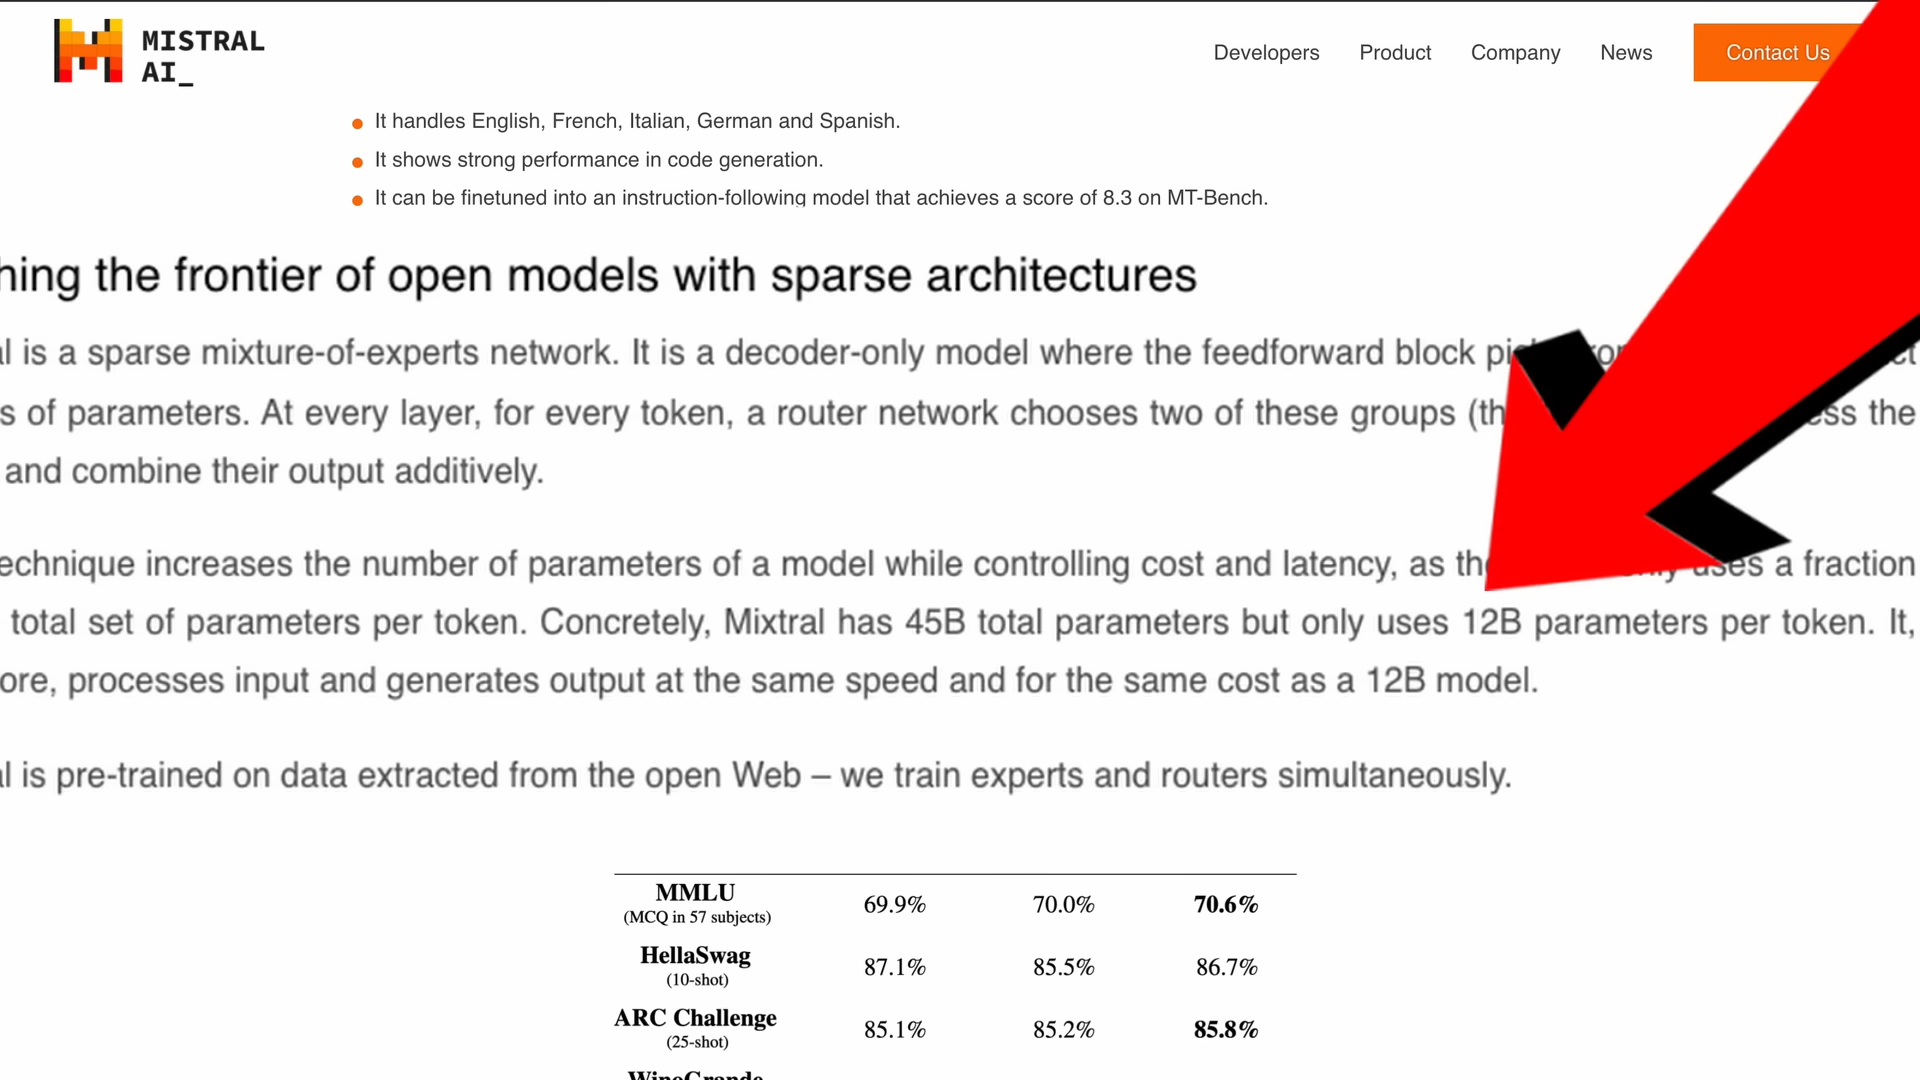 MISTRAL
AI_
Developers Product Company News Contact Us
It handles English, French, Italian, German and Spanish.
It shows strong performance in code generation.
It can be finetuned into an instruction-following model that achieves a score of 8.3 on MT-Bench.
hing the frontier of open models with sparse architectures
is a sparse mixture-of-experts network. It is a decoder-only model where the feedforward block
s of parameters. At every layer, for every token, a router network chooses two of these groups the
and combine their output additively.
echnique increases the number of parameters of a model while controlling cost and latency, as uses a fraction
total set of parameters per token. Concretely, Mixtral has 45B total parameters but only uses 12B parameters per token. It,
ore, processes input and generates output at the same speed and for the same cost as a 12B model.
is pre-trained on data extracted from the open Web – we train experts and routers simultaneously.
MMLU 69.9% 70.0% 70.6%
(MCQ in 57 subjects)
HellaSwag 87.1% 85.5% 86.7%
(10-shot)
ARC Challenge 85.1% 85.2% 85.8%
(25-shot)